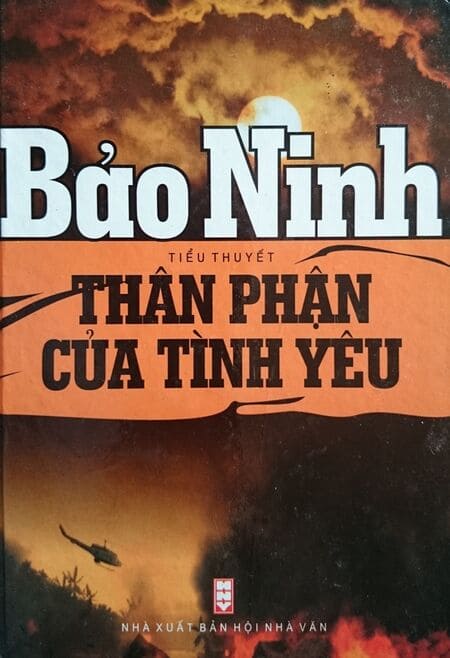 Bảo Ninh
TIỂU THUYẾT
THÂN PHẬN
CỦA TÌNH YÊU
NHÀ XUẤT BẢN HỘI NHÀ VĂN